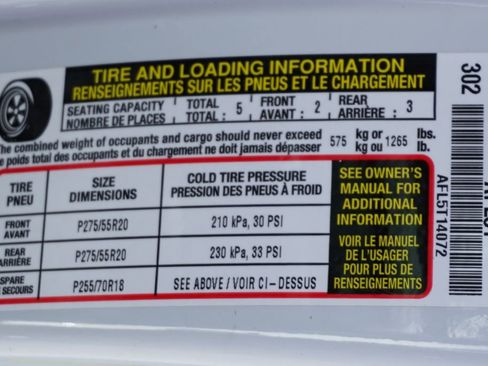 TIRE AND LOADING INFORMATION
RENSEIGNEMENTS SUR LES PNEUS ET LE CHARGEMENT
SEATING CAPACITY TOTAL FRONT REAR
NOMBRE DE PLACES TOTAL : 5 AVANT : 2 ARRIÈRE : 3
The combined weight of occupants and cargo should never exceed
poids total des occupants et du chargement ne doit jamais dépasser
575 kg or 1265 lbs.
kg ou lb.
TIRE SIZE COLD TIRE PRESSURE
PNEU DIMENSIONS PRESSION DES PNEUS À FROID
FRONT
AVANT P275/55R20 210 kPa, 30 PSI
REAR
ARRIÈRE P275/55R20 230 kPa, 33 PSI
SPARE
SECOURS P255/70R18 SEE ABOVE / VOIR CI-DESSUS
SEE OWNER'S
MANUAL FOR
ADDITIONAL
INFORMATION
VOIR LE MANUEL
DE L'USAGER
POUR PLUS DE
RENSEIGNEMENTS
302
AFL5T14072